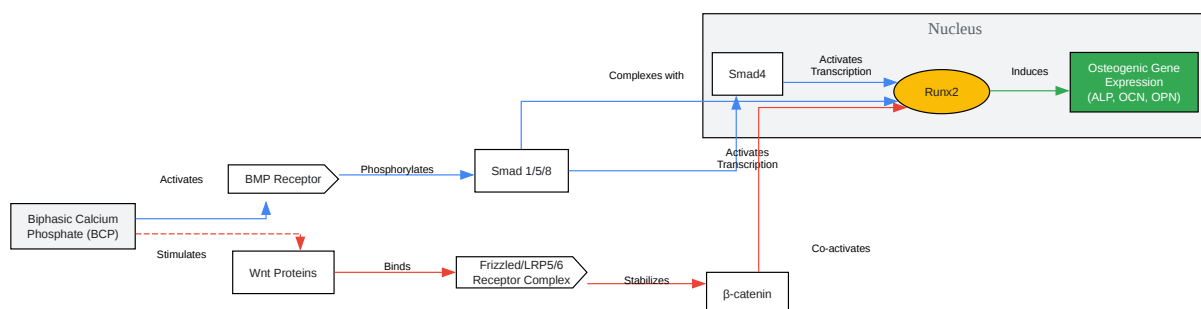 Nucleus
Activates
Transcription
Smad4
Complexes with
Induces
Osteogenic Gene
Expression
(ALP, OCN, OPN)
Runx2
Activates
Transcription
Phosphorylates
Smad 1/5/8
Activates
BMP Receptor
Biphasic Calcium
Phosphate (BCP)
Stimulates
Wnt Proteins
Binds
Frizzled/LRP5/6
Receptor Complex
Stabilizes
β-catenin
Co-activates